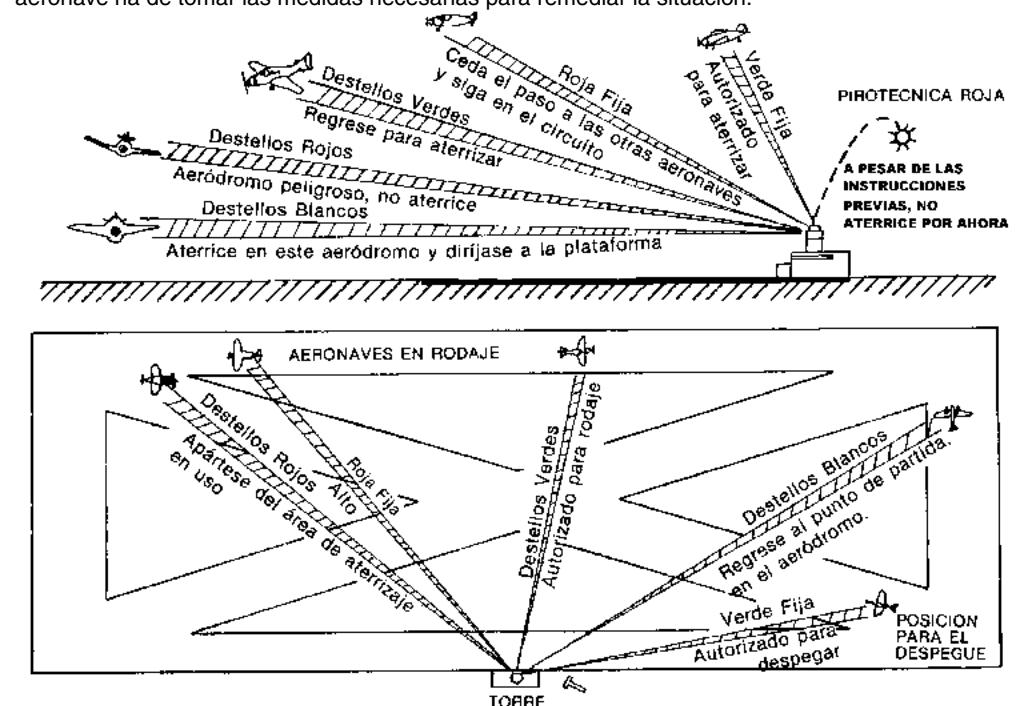 aeronave ha de tomar las medidas necesarias para remediar la situación.
Roja Fija
Ceda el paso a las otras aeronaves
y siga en el circuito
Verde Fija
Autorizado
para aterrizar
Destellos Verdes
Regrese para aterrizar
PIROTECNICA ROJA
Destellos Rojos
Aeródromo peligroso, no aterrice
A PESAR DE LAS
INSTRUCCIONES
PREVIAS, NO
ATERRICE POR AHORA
Destellos Blancos
Aterrice en este aeródromo y diríjase a la plataforma
AERONAVES EN RODAJE
Destellos Rojos
Apártese del área de aterrizaje
en uso
Roja Fija
Alto
Destellos Verdes
Autorizado para rodaje
Destellos Blancos
Regrese al punto de partida.
en el aeródromo.
Verde Fija
Autorizado para
despegar
POSICION
PARA EL
DESPEGUE
TORRE